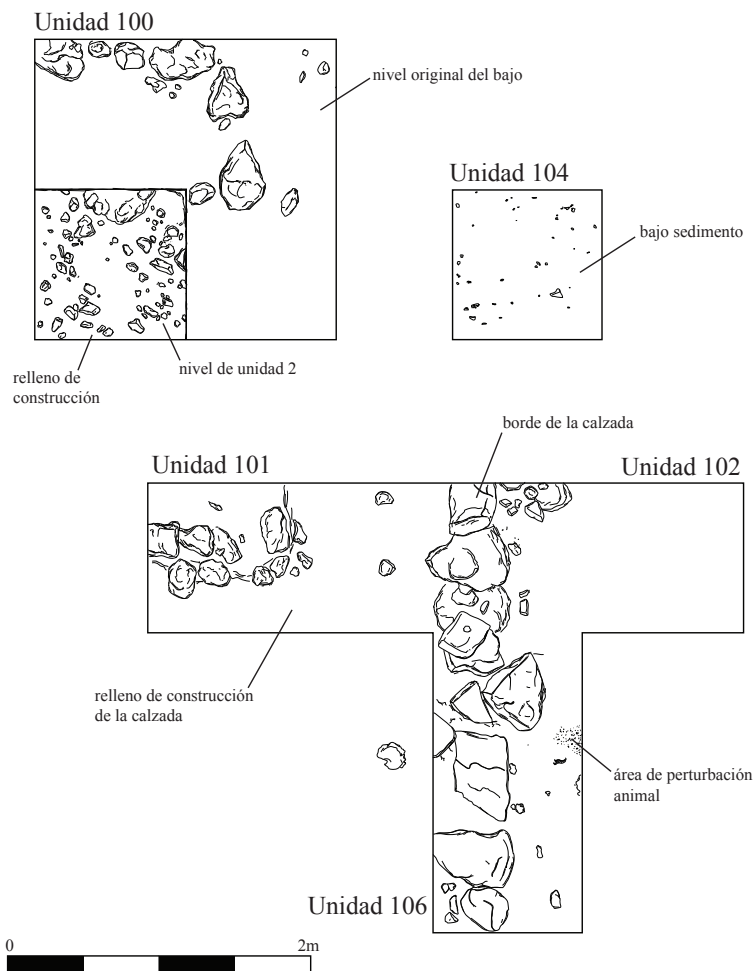 Unidad 100
nivel original del bajo
Unidad 104
bajo sedimento
nivel de unidad 2
relleno de
construcción
borde de la calzada
Unidad 101
Unidad 102
relleno de construcción
de la calzada
área de perturbación
animal
Unidad 106
0
2m